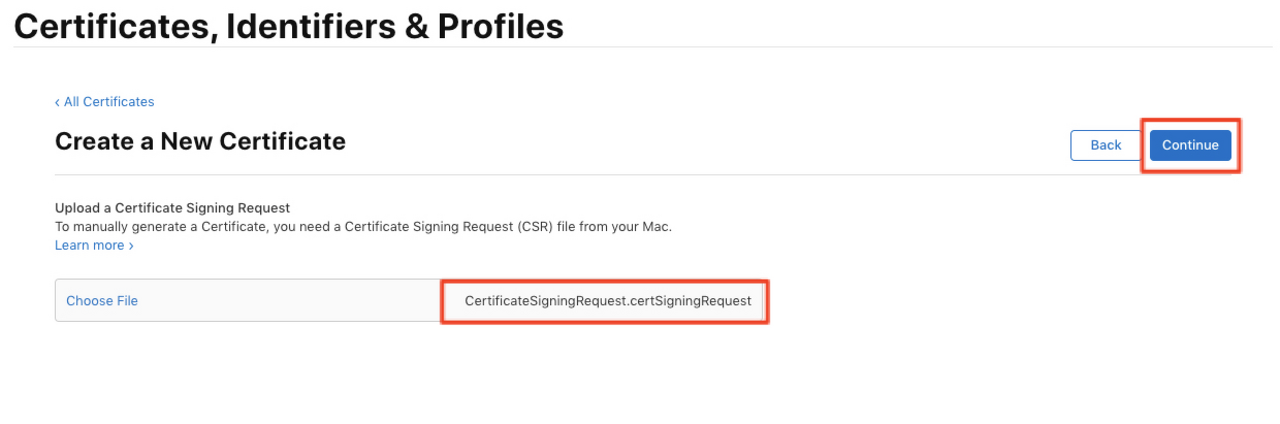 Certificates, Identifiers & Profiles
‹ All Certificates
Create a New Certificate
Back
Continue
Upload a Certificate Signing Request
To manually generate a Certificate, you need a Certificate Signing Request (CSR) file from your Mac.
Learn more ›
Choose File
CertificateSigningRequest.certSigningRequest